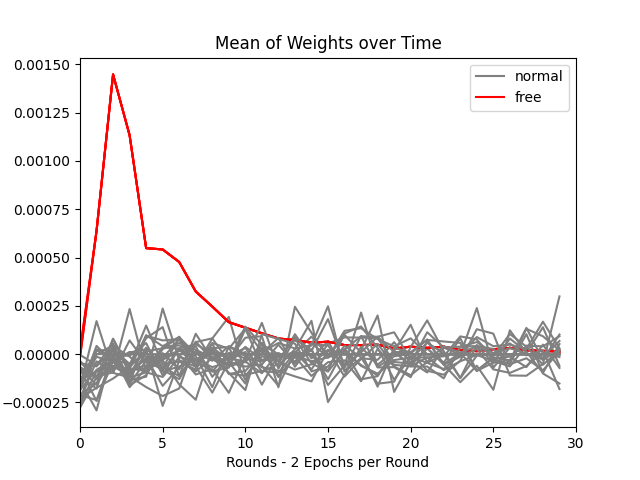 Mean of Weights over Time
0.00150
0.00125
0.00100
0.00075
0.00050
0.00025
0.00000
−0.00025
0 5 10 15 20 25 30
Rounds - 2 Epochs per Round
normal
free